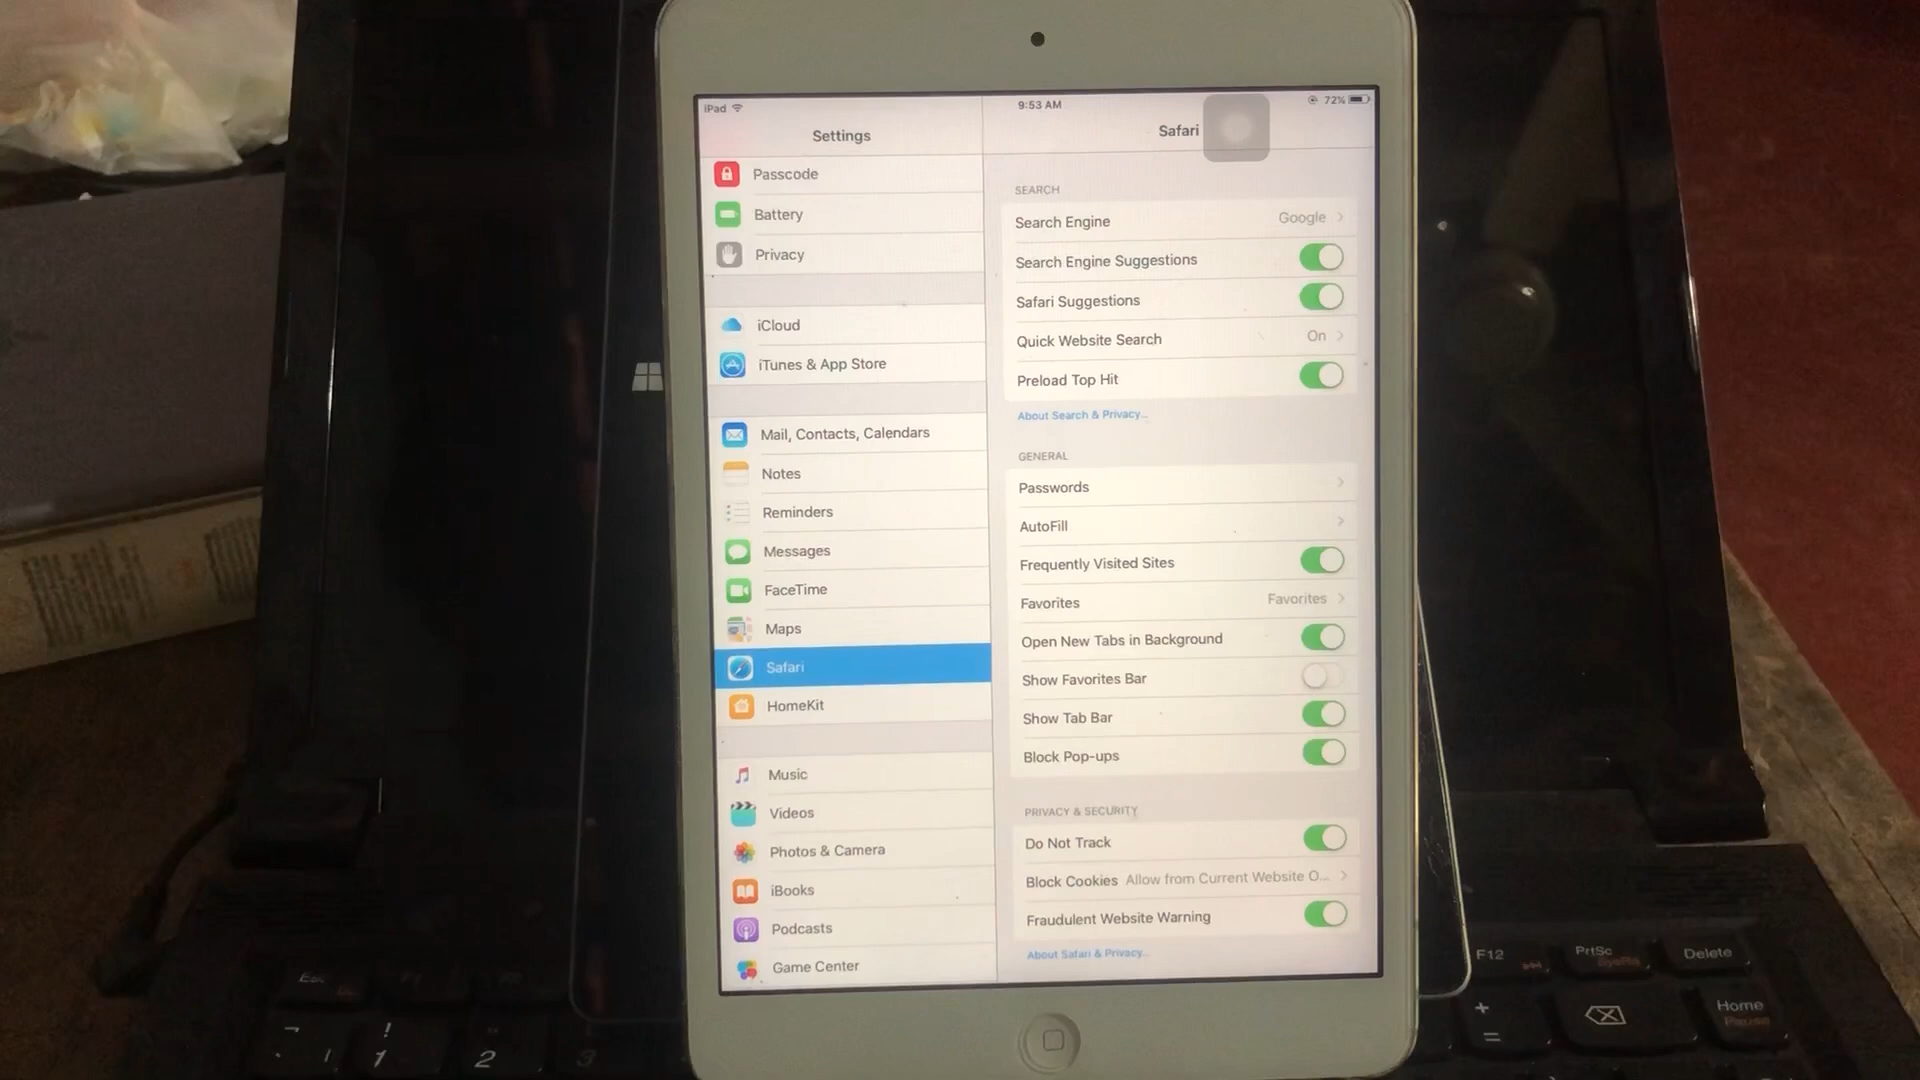 iPad
9:53 AM
72%
Settings
Safari
Passcode
Battery
Privacy
iCloud
iTunes & App Store
Mail, Contacts, Calendars
Notes
Reminders
Messages
FaceTime
Maps
Safari
HomeKit
Music
Videos
Photos & Camera
iBooks
Podcasts
Game Center
SEARCH
Search Engine Google
Search Engine Suggestions
Safari Suggestions
Quick Website Search On
Preload Top Hit
About Search & Privacy...
GENERAL
Passwords
AutoFill
Frequently Visited Sites
Favorites Favorites
Open New Tabs in Background
Show Favorites Bar
Show Tab Bar
Block Pop-ups
PRIVACY & SECURITY
Do Not Track
Block Cookies Allow from Current Website O...
Fraudulent Website Warning
About Safari & Privacy...
F12
PrtSc
SysRq
Delete
Home
Pause
+
=
Esc
!
1
2
3